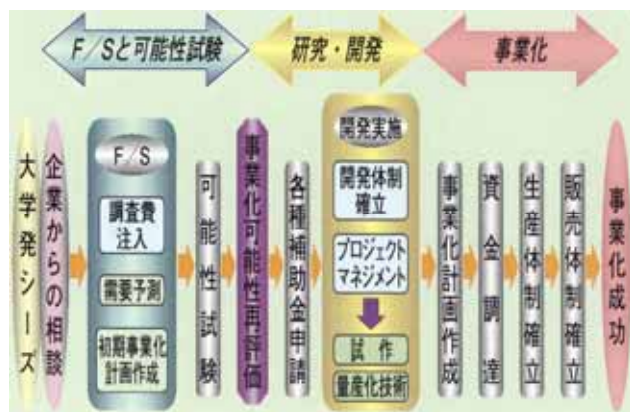 F/Sと可能性試験
研究・開発
事業化
大学発シーズ
企業からの相談
F/S
調査費
注入
需要予測
初期事業化
計画作成
可能性試験
事業化可能性再評価
各種補助金申請
開発実施
開発体制
確立
プロジェクト
マネジメント
試作
量産化技術
事業化計画作成
資金調達
生産体制確立
販売体制確立
事業化成功